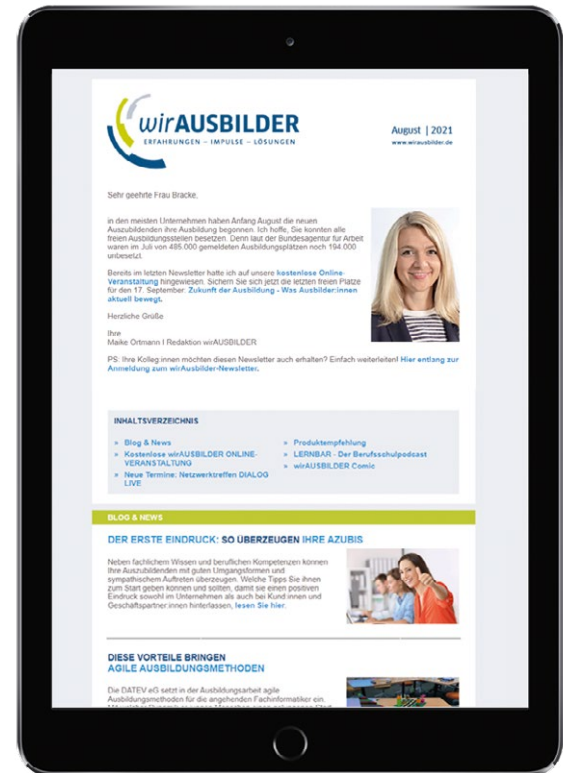 wirAUSBILDER
ERFAHRUNGEN – IMPULSE – LÖSUNGEN
August | 2021
www.wirausbilder.de
Sehr geehrte Frau Bracke,
in den meisten Unternehmen haben Anfang August die neuen
Auszubildenden ihre Ausbildung begonnen. Ich hoffe, Sie konnten alle
freien Ausbildungsstellen besetzen. Denn laut der Bundesagentur für Arbeit
waren im Juli von 485.000 gemeldeten Ausbildungsplätzen noch 194.000
unbesetzt.
Bereits im letzten Newsletter hatte ich auf unsere kostenlose Online-
Veranstaltung hingewiesen. Sichern Sie sich jetzt die letzten freien Plätze
für den 17. September: Zukunft der Ausbildung - Was Ausbilder:innen
aktuell bewegt.
Herzliche Grüße
Ihre
Maike Ortmann I Redaktion wirAUSBILDER
PS: Ihre Kolleg:innen möchten diesen Newsletter auch erhalten? Einfach weiterleiten! Hier entlang zur
Anmeldung zum wirAusbilder-Newsletter.
INHALTSVERZEICHNIS
» Blog & News
» Kostenlose wirAUSBILDER ONLINE-
VERANSTALTUNG
» Neue Termine: Netzwerktreffen DIALOG
LIVE
» Produktempfehlung
» LERNBAR - Der Berufsschulpodcast
» wirAUSBILDER Comic
BLOG & NEWS
DER ERSTE EINDRUCK: SO ÜBERZEUGEN IHRE AZUBIS
Neben fachlichem Wissen und beruflichen Kompetenzen können
Ihre Auszubildenden mit guten Umgangsformen und
sympathischem Auftreten überzeugen. Welche Tipps Sie ihnen
zum Start geben können und sollten, damit sie einen positiven
Eindruck sowohl im Unternehmen als auch bei Kund:innen und
Geschäftspartner:innen hinterlassen, lesen Sie hier.
DIESE VORTEILE BRINGEN
AGILE AUSBILDUNGSMETHODEN
Die DATEV eG setzt in der Ausbildungsarbeit agile
Ausbildungsmethoden für die angehenden Fachinformatiker ein.